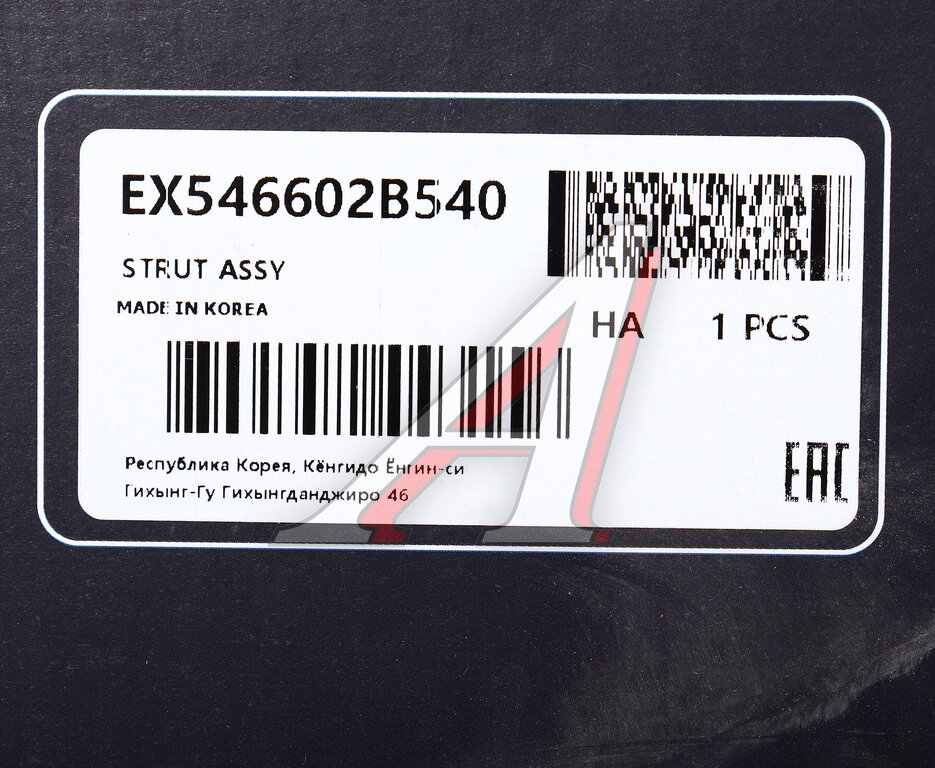 EX546602B540
STRUT ASSY
MADE IN KOREA
HA 1 PCS
Республика Корея, Кёнгидо Ёнгин-си
Гихынг-Гу Гихынгданджиро 46
EAC